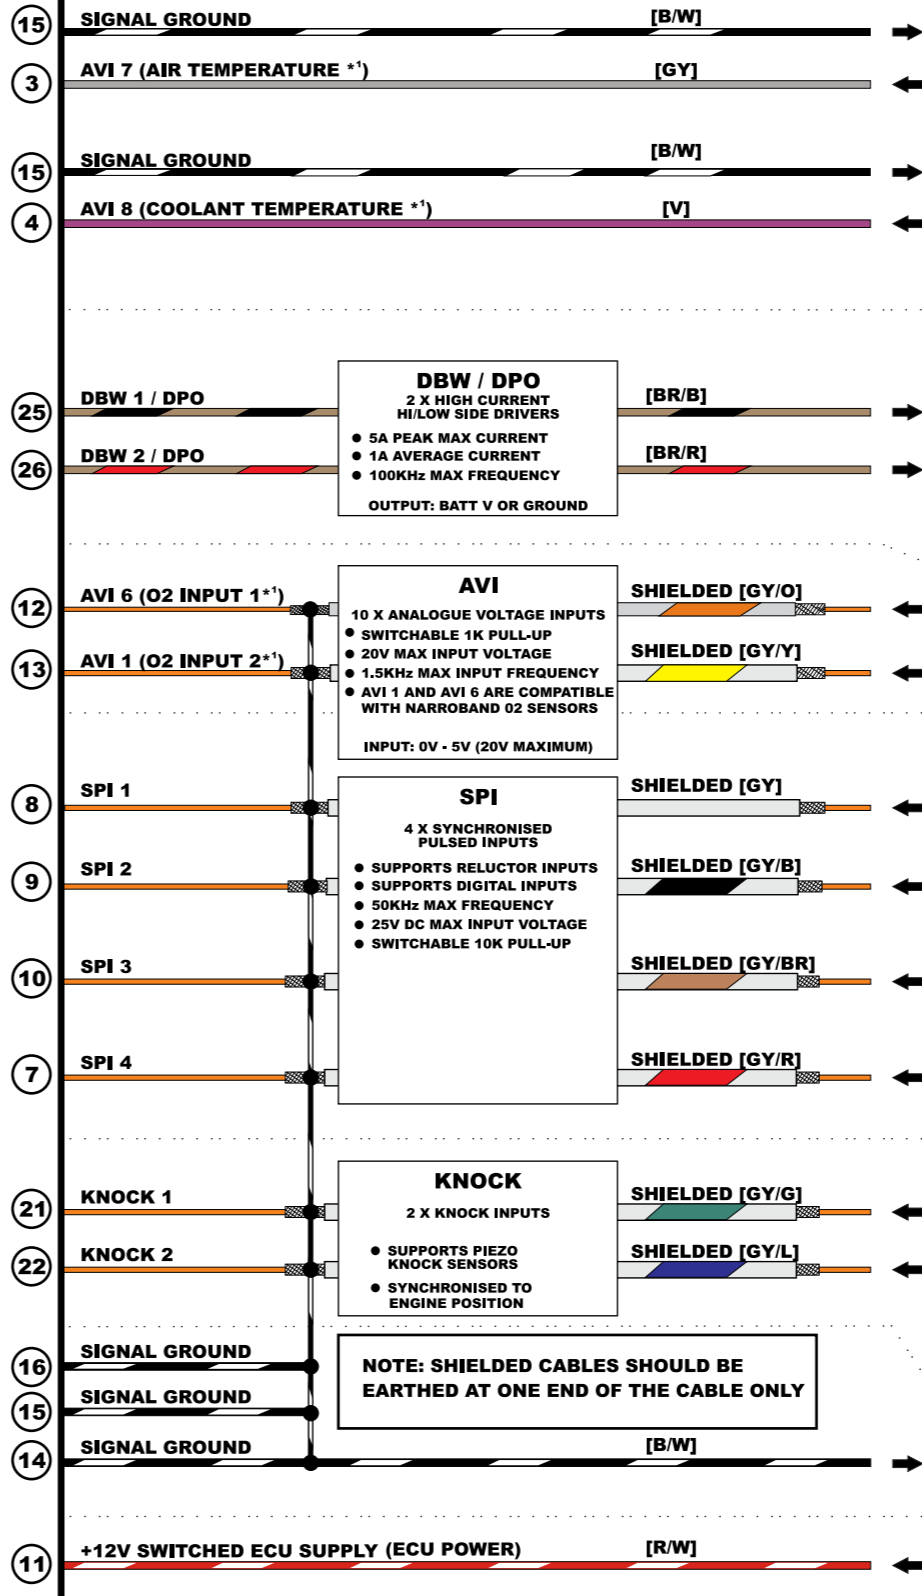 15 SIGNAL GROUND [B/W]
3 AVI 7 (AIR TEMPERATURE *1) [GY]
15 SIGNAL GROUND [B/W]
4 AVI 8 (COOLANT TEMPERATURE *1) [V]
DBW / DPO
2 X HIGH CURRENT
HI/LOW SIDE DRIVERS
● 5A PEAK MAX CURRENT
● 1A AVERAGE CURRENT
● 100KHz MAX FREQUENCY
OUTPUT: BATT V OR GROUND
25 DBW 1 / DPO [BR/B]
26 DBW 2 / DPO [BR/R]
AVI
10 X ANALOGUE VOLTAGE INPUTS
● SWITCHABLE 1K PULL-UP
● 20V MAX INPUT VOLTAGE
● 1.5KHz MAX INPUT FREQUENCY
● AVI 1 AND AVI 6 ARE COMPATIBLE
WITH NARROBAND 02 SENSORS
INPUT: 0V - 5V (20V MAXIMUM)
12 AVI 6 (O2 INPUT 1*1) SHIELDED [GY/O]
13 AVI 1 (O2 INPUT 2*1) SHIELDED [GY/Y]
SPI
4 X SYNCHRONISED
PULSED INPUTS
● SUPPORTS RELUCTOR INPUTS
● SUPPORTS DIGITAL INPUTS
● 50KHz MAX FREQUENCY
● 25V DC MAX INPUT VOLTAGE
● SWITCHABLE 10K PULL-UP
8 SPI 1 SHIELDED [GY]
9 SPI 2 SHIELDED [GY/B]
10 SPI 3 SHIELDED [GY/BR]
7 SPI 4 SHIELDED [GY/R]
KNOCK
2 X KNOCK INPUTS
● SUPPORTS PIEZO
KNOCK SENSORS
● SYNCHRONISED TO
ENGINE POSITION
21 KNOCK 1 SHIELDED [GY/G]
22 KNOCK 2 SHIELDED [GY/L]
16 SIGNAL GROUND
15 SIGNAL GROUND
NOTE: SHIELDED CABLES SHOULD BE
EARTHED AT ONE END OF THE CABLE ONLY
14 SIGNAL GROUND [B/W]
11 +12V SWITCHED ECU SUPPLY (ECU POWER) [R/W]